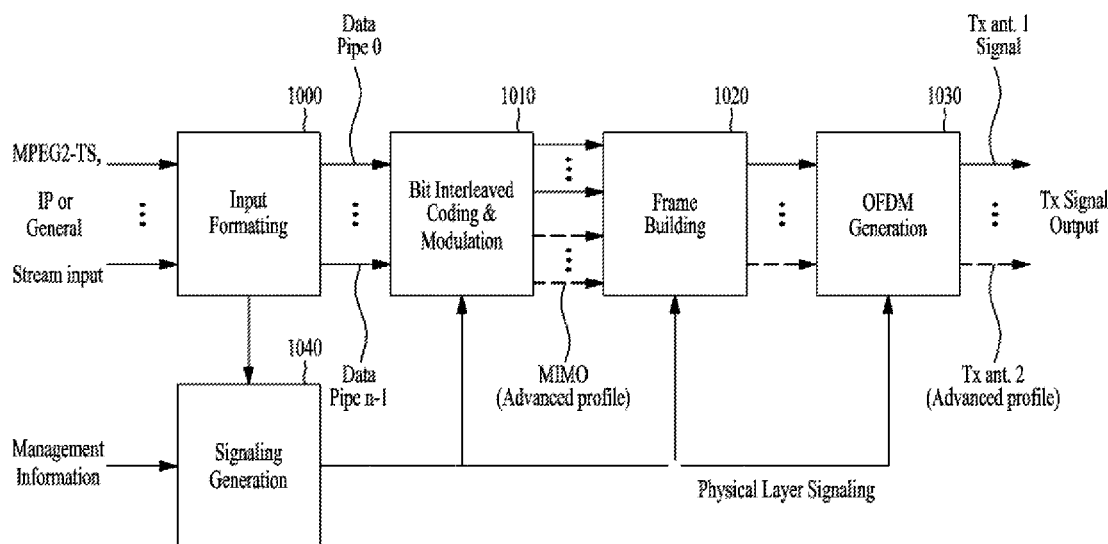 Data
Pipe 0
Tx ant. 1
Signal
1000
1010
1020
1030
MPEG2-TS,
IP or
General
Stream input
Input
Formatting
Bit Interleaved
Coding &
Modulation
Frame
Building
OFDM
Generation
Tx Signal
Output
1040
Data
Pipe n-1
MIMO
(Advanced profile)
Tx ant. 2
(Advanced profile)
Management
Information
Signaling
Generation
Physical Layer Signaling